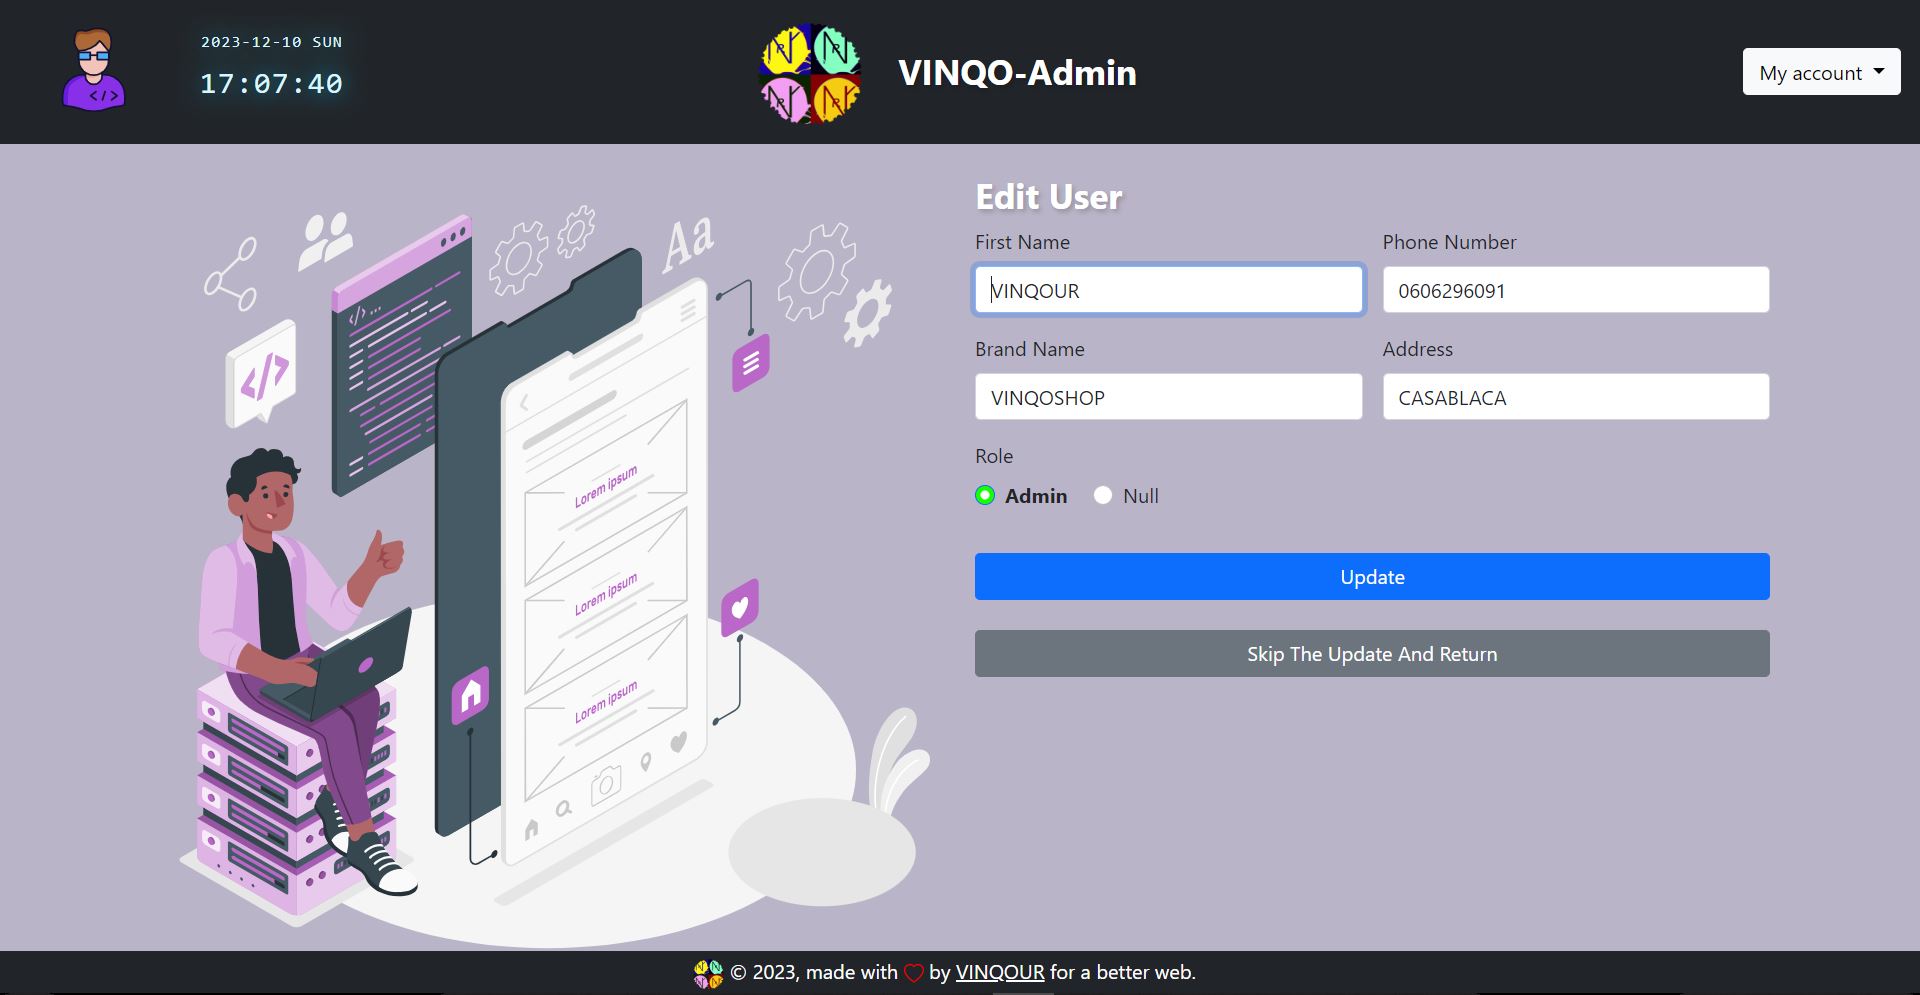 2023-12-10 SUN
17:07:40
VINQO-Admin
My account
Edit User
First Name
Phone Number
VINQOUR
0606296091
Brand Name
Address
VINQOSHOP
CASABLACA
Role
Admin
Null
Update
Skip The Update And Return
Aa
</> ...
</>
</>
Lorem ipsum
Lorem ipsum
Lorem ipsum
© 2023, made with by VINQOUR for a better web.